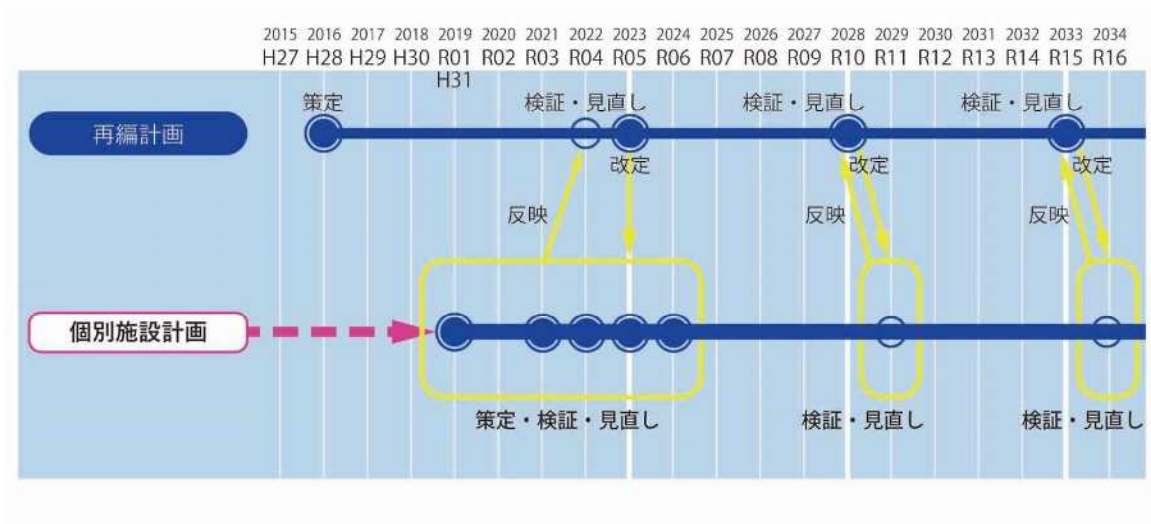 2015 2016 2017 2018 2019 2020 2021 2022 2023 2024 2025 2026 2027 2028 2029 2030 2031 2032 2033 2034
H27 H28 H29 H30 R01 R02 R03 R04 R05 R06 R07 R08 R09 R10 R11 R12 R13 R14 R15 R16
H31
策定 検証・見直し 検証・見直し 検証・見直し
再編計画
改定 改定 改定
反映 反映 反映
個別施設計画
策定・検証・見直し 検証・見直し 検証・見直し